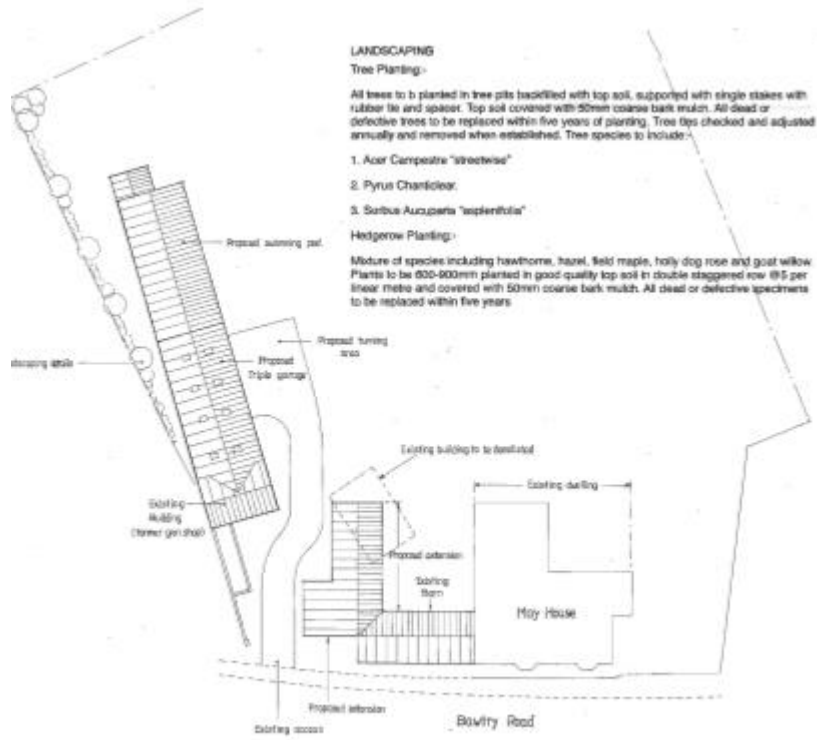 LANDSCAPING
Tree Planting:-
All trees to b planted in tree pits backfilled with top soil, supported with single stakes with
rubber tie and spacer. Top soil covered with 50mm coarse bark mulch. All dead or
defective trees to be replaced within five years of planting. Tree ties checked and adjusted
annually and removed when established. Tree species to include:-
1. Acer Campestre "streetwise"
2. Pyrus Chanticlear.
3. Sorbus Aucuparia "asplenifolia"
Hedgerow Planting:-
Mixture of species including hawthorne, hazel, field maple, holly dog rose and goat willow
Plants to be 600-900mm planted in good quality top soil in double staggered row @5 per
linear metre and covered with 50mm coarse bark mulch. All dead or defective specimens
to be replaced within five years
Proposed swimming pool
Proposed turning
area
Proposed
Triple garage
dscaping details
Existing building to be demolished
Existing dwelling
Existing
Building
(former gun shop)
Proposed extension
Existing
Barn
May House
Proposed extension
Existing access
Bawtry Road